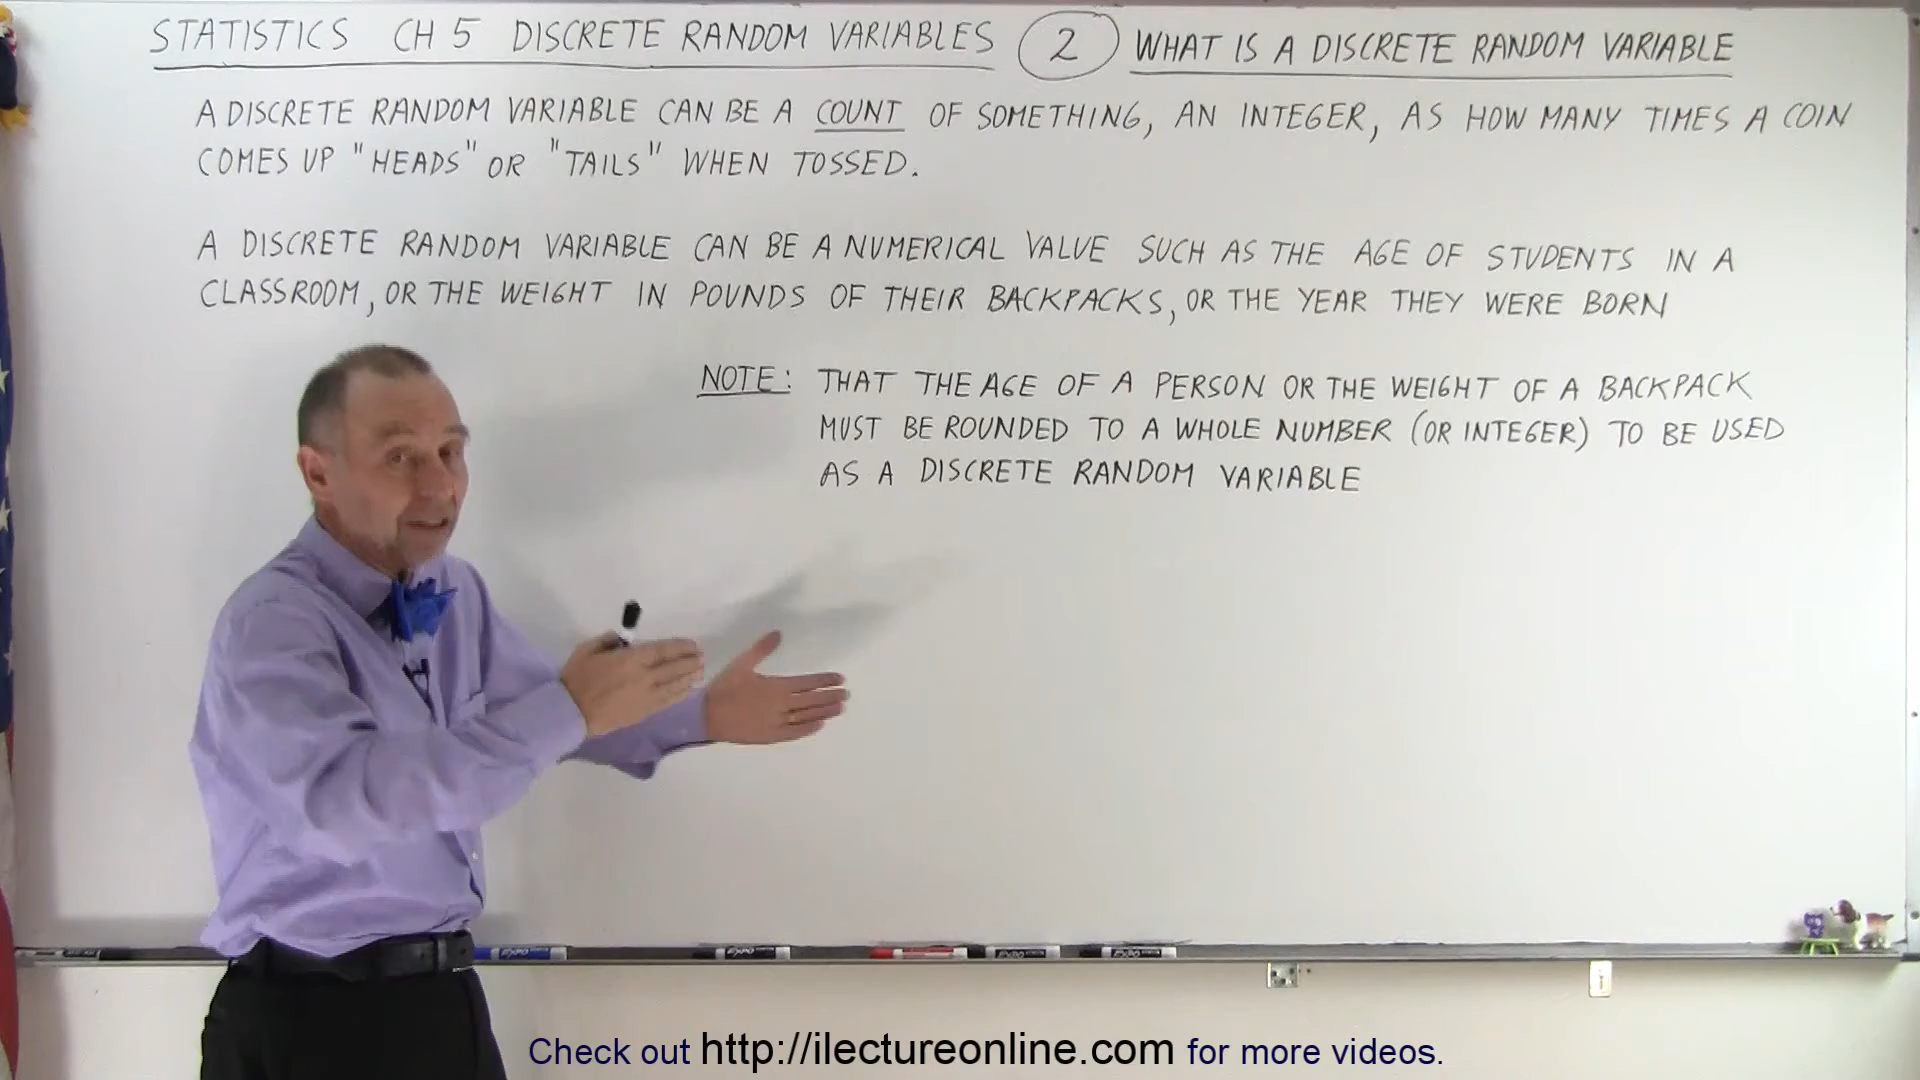 STATISTICS CH 5 DISCRETE RANDOM VARIABLES 2 WHAT IS A DISCRETE RANDOM VARIABLE
A DISCRETE RANDOM VARIABLE CAN BE A COUNT OF SOMETHING, AN INTEGER, AS HOW MANY TIMES A COIN
COMES UP "HEADS" OR "TAILS" WHEN TOSSED.
A DISCRETE RANDOM VARIABLE CAN BE A NUMERICAL VALUE SUCH AS THE AGE OF STUDENTS IN A
CLASSROOM, OR THE WEIGHT IN POUNDS OF THEIR BACKPACKS, OR THE YEAR THEY WERE BORN
NOTE: THAT THE AGE OF A PERSON OR THE WEIGHT OF A BACKPACK
MUST BE ROUNDED TO A WHOLE NUMBER (OR INTEGER) TO BE USED
AS A DISCRETE RANDOM VARIABLE
Check out http://ilectureonline.com for more videos.